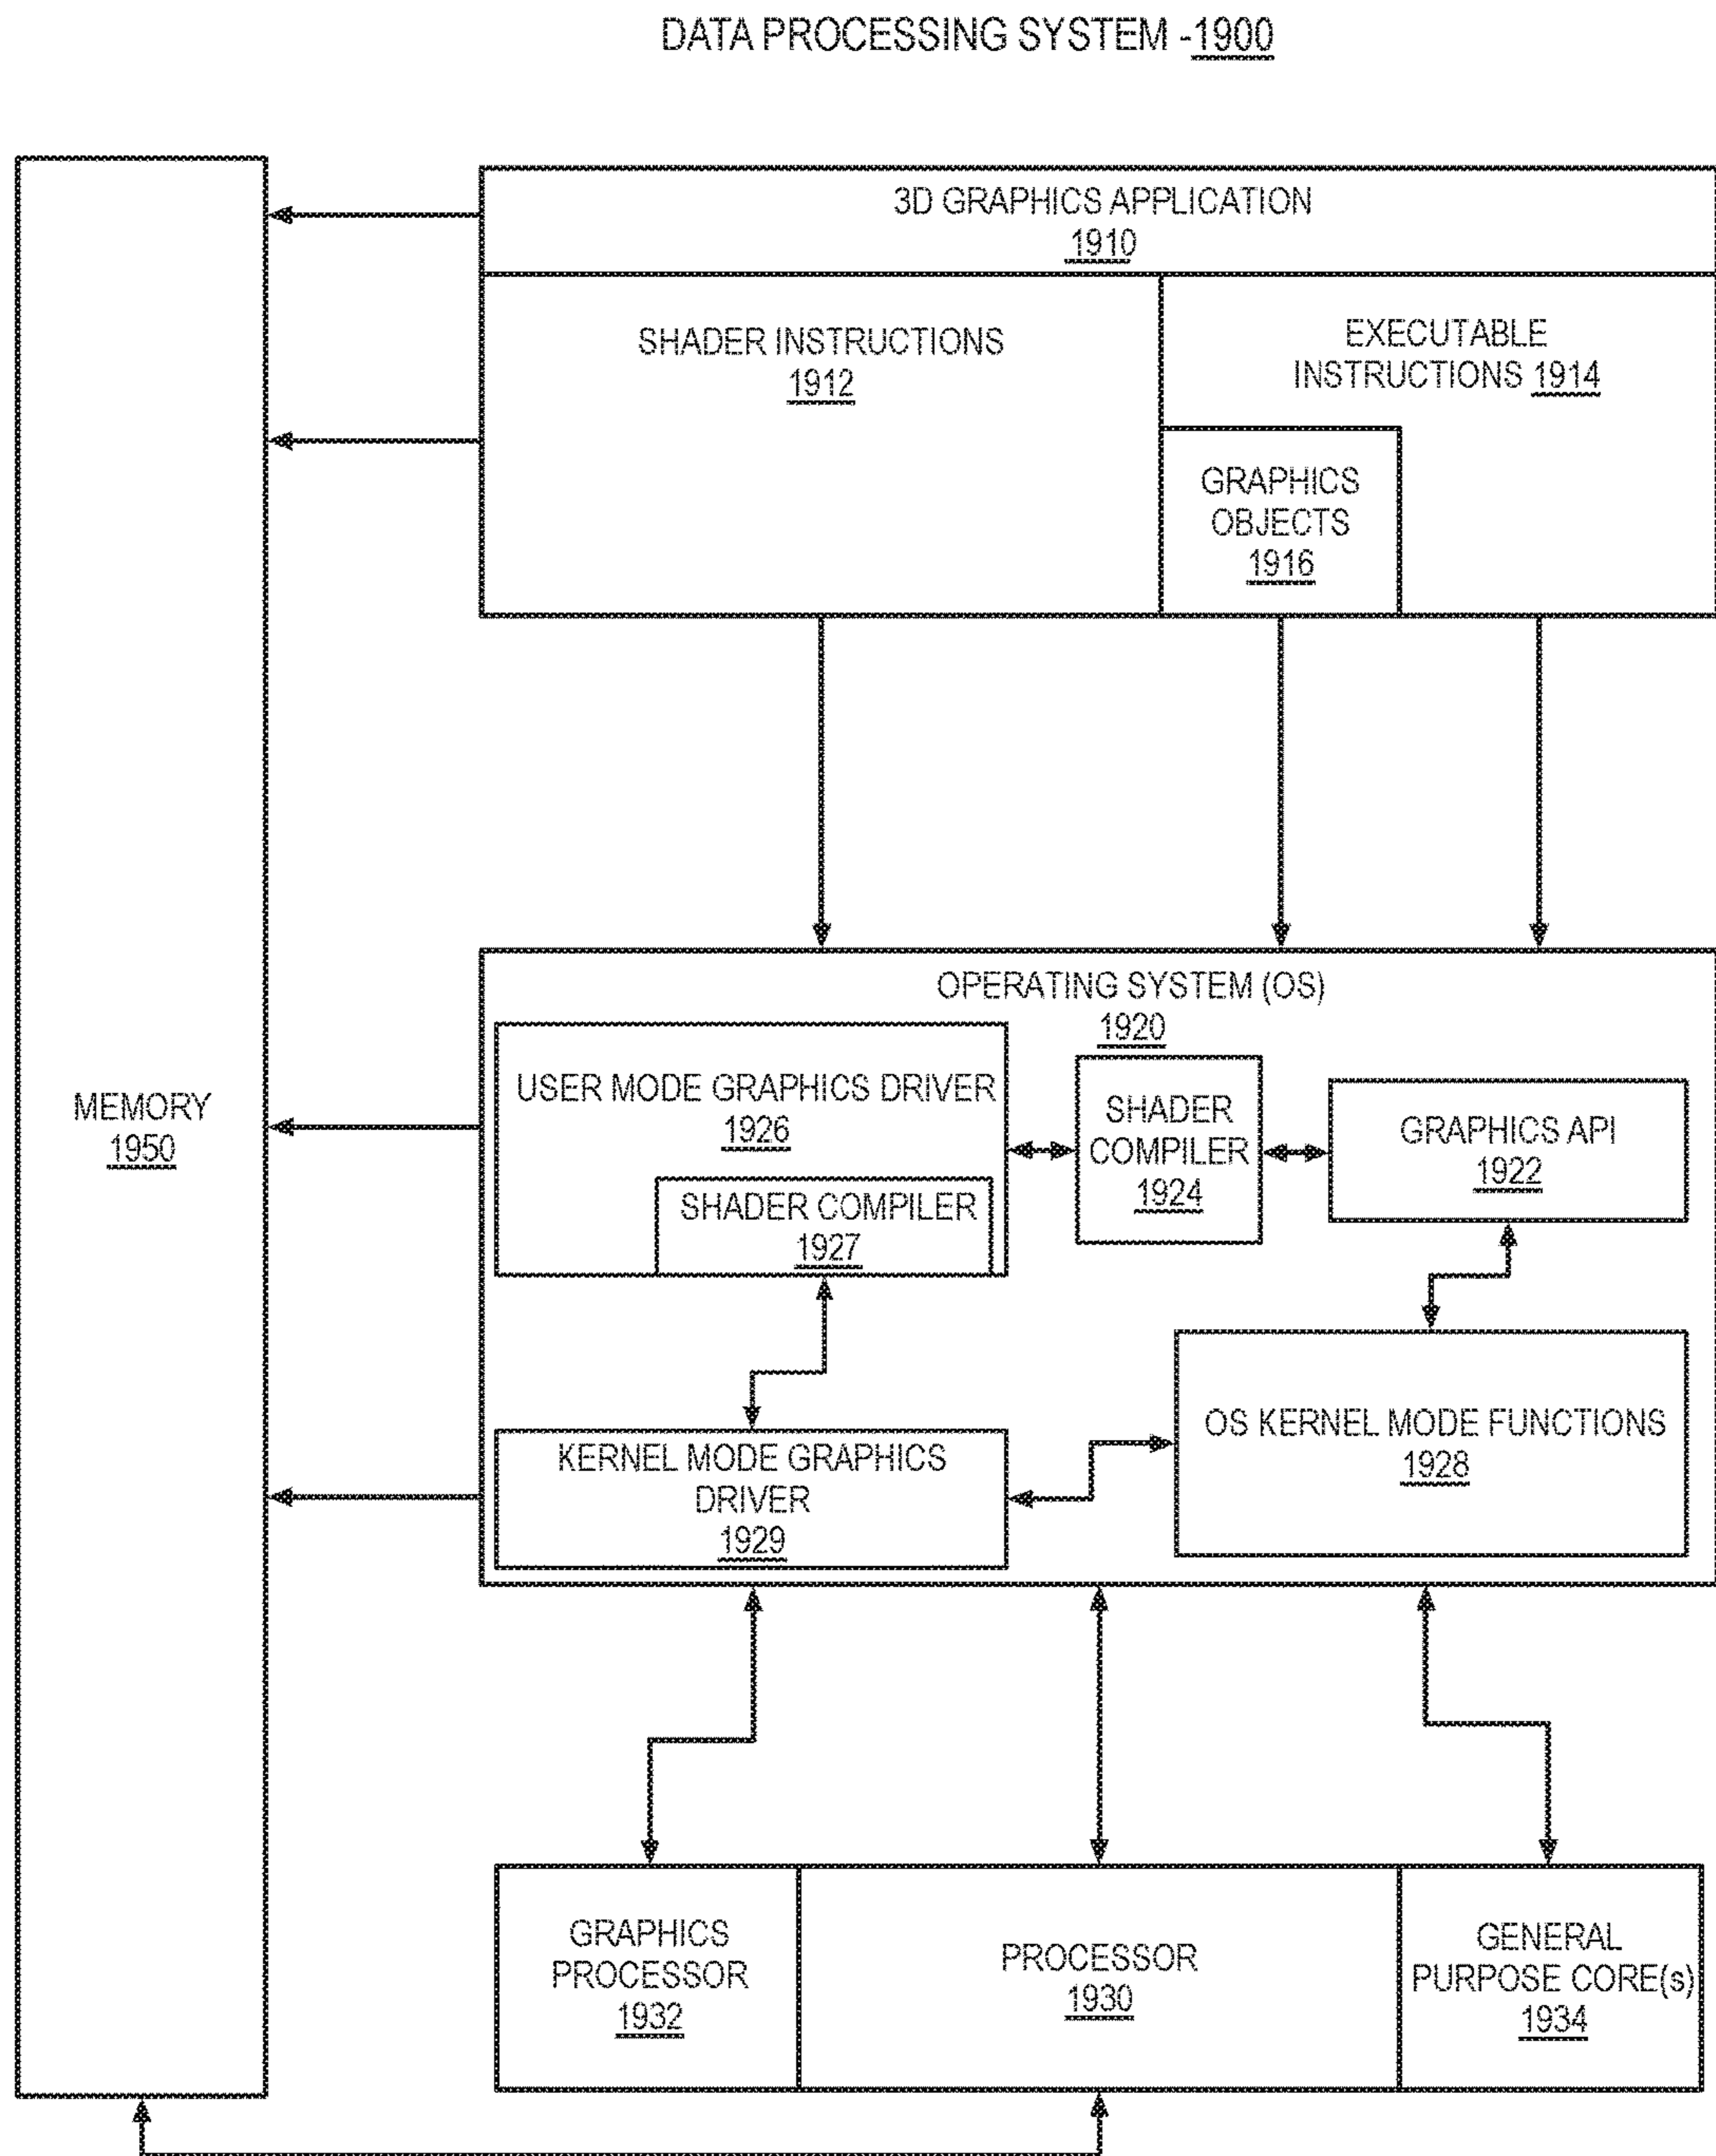 DATA PROCESSING SYSTEM -1900
3D GRAPHICS APPLICATION
1910
SHADER INSTRUCTIONS
1912
EXECUTABLE
INSTRUCTIONS 1914
GRAPHICS
OBJECTS
1916
MEMORY
1950
OPERATING SYSTEM (OS)
1920
USER MODE GRAPHICS DRIVER
1926
SHADER COMPILER
1927
SHADER
COMPILER
1924
GRAPHICS API
1922
KERNEL MODE GRAPHICS
DRIVER
1929
OS KERNEL MODE FUNCTIONS
1928
GRAPHICS
PROCESSOR
1932
PROCESSOR
1930
GENERAL
PURPOSE CORE(s)
1934